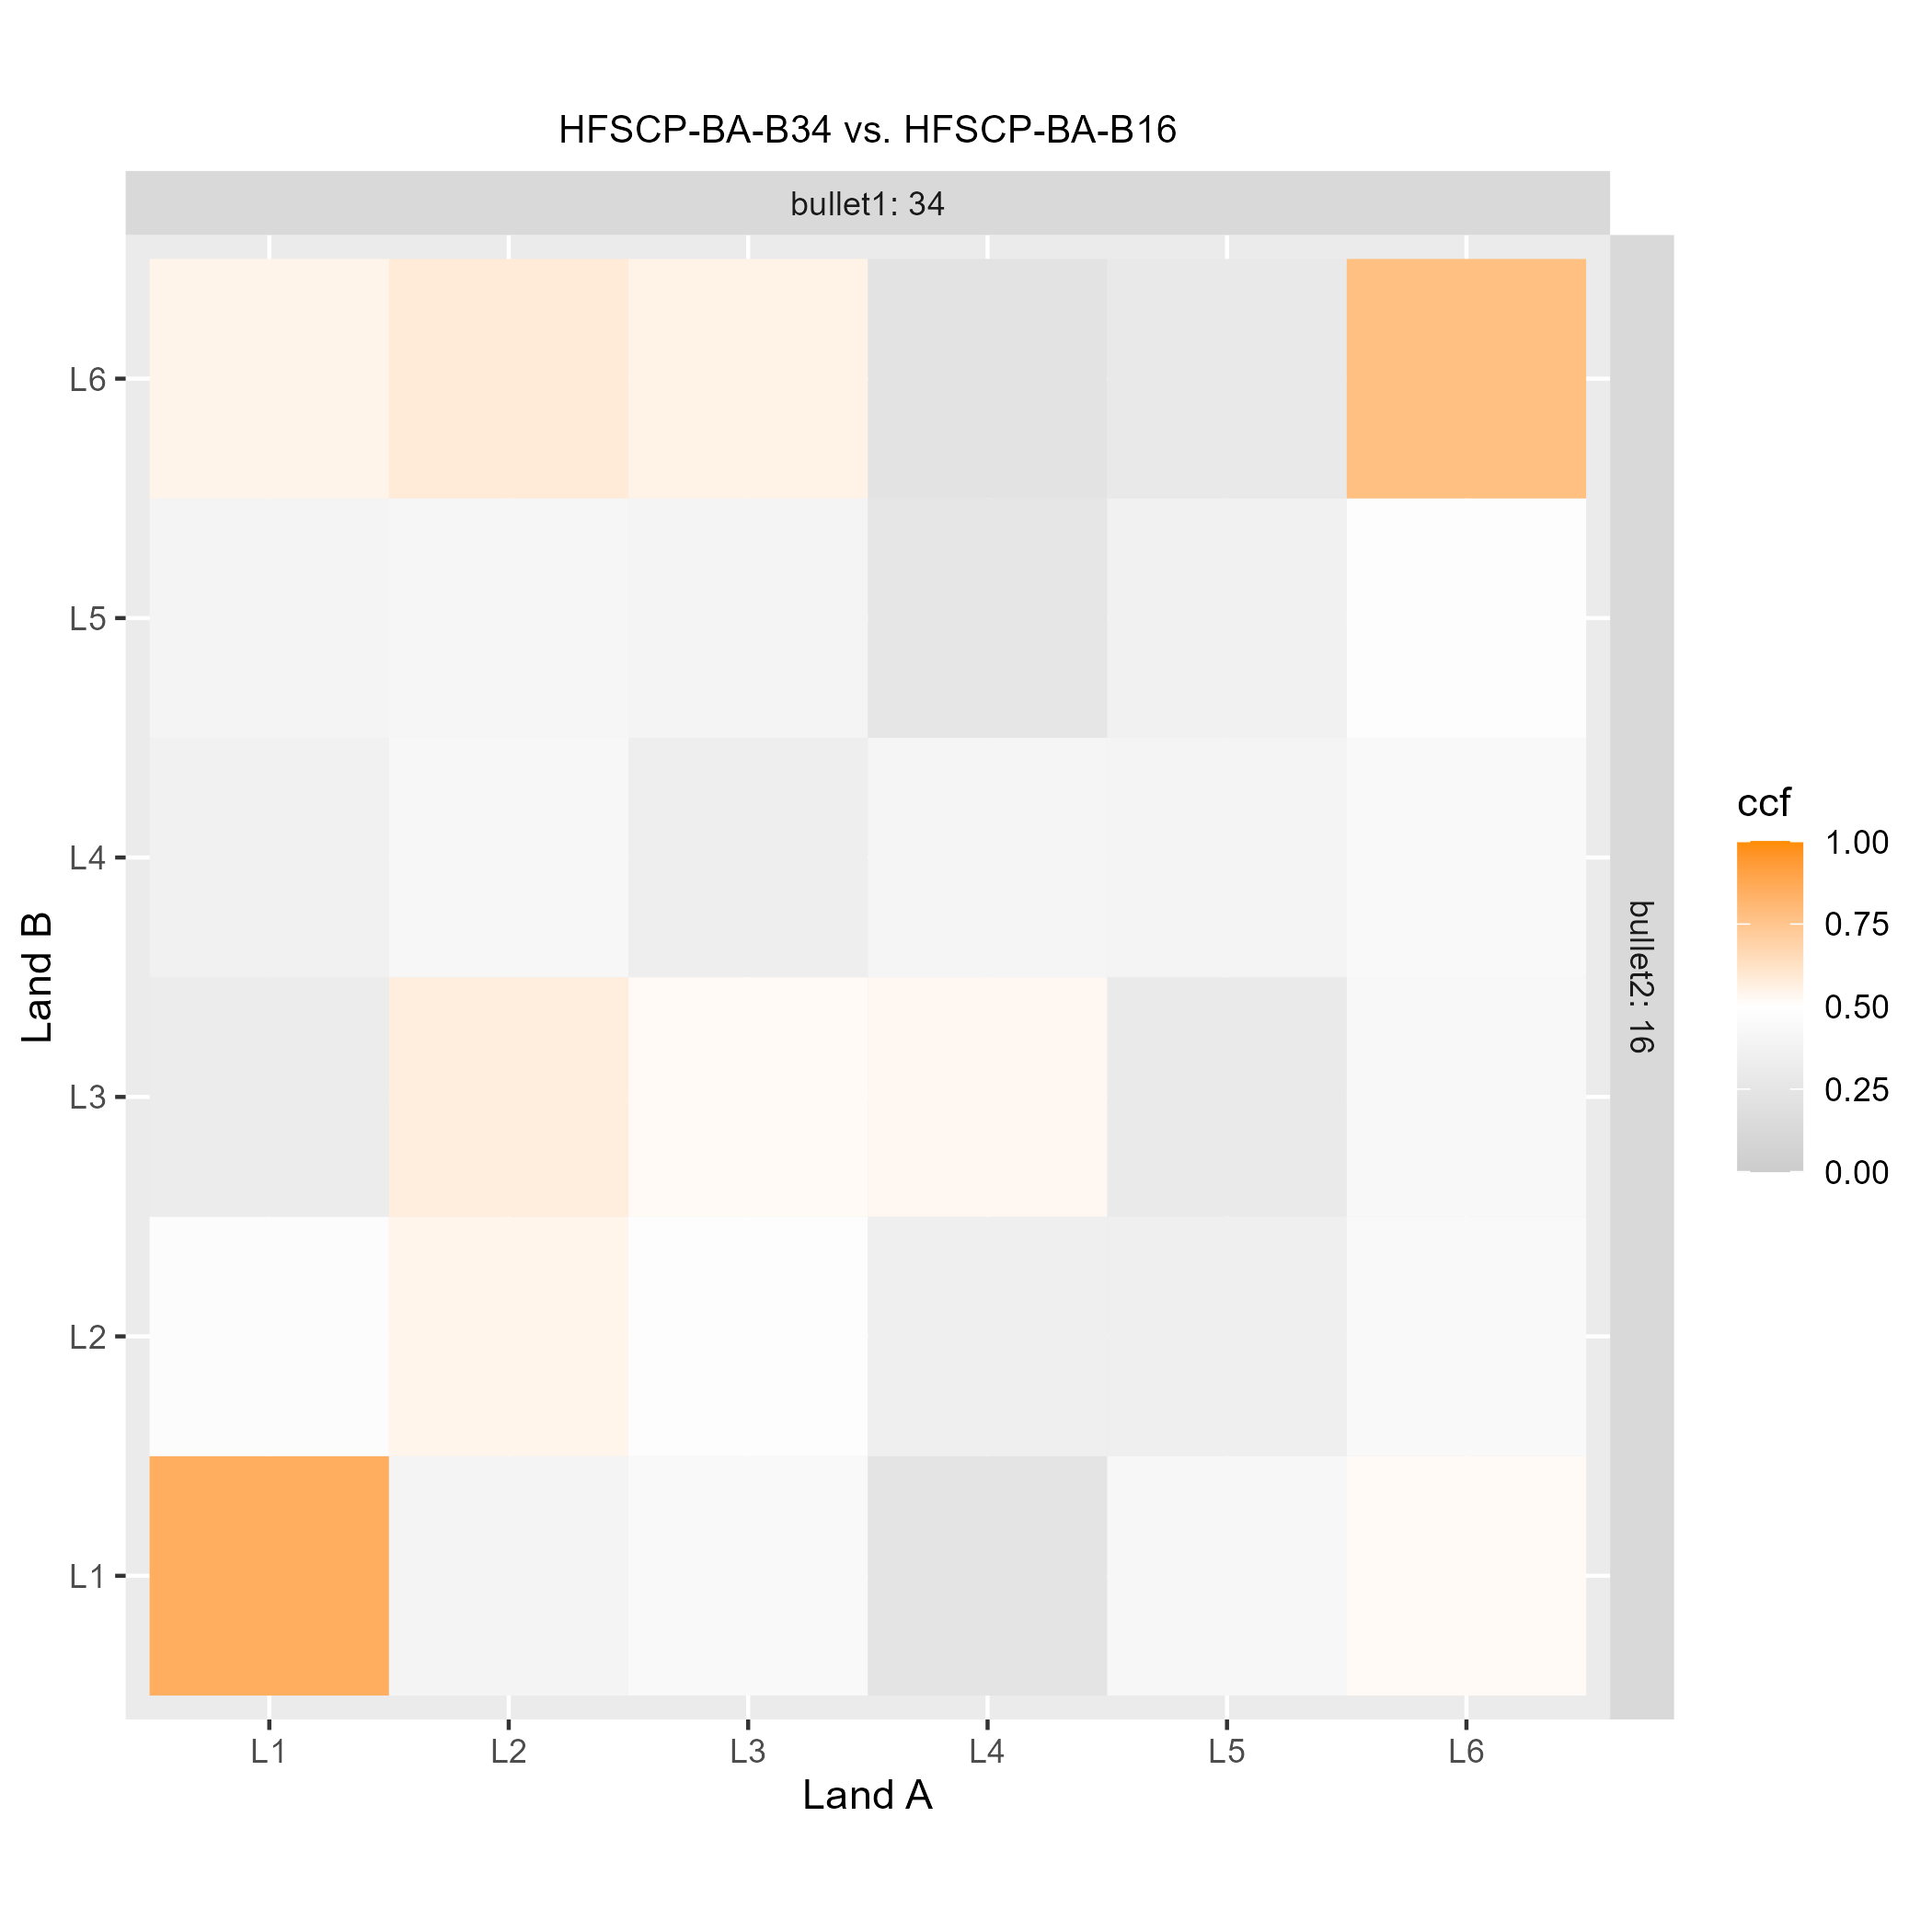 HFSCP-BA-B34 vs. HFSCP-BA-B16
bullet1: 34
L6
L5
L4
L3
L2
L1
Land B
bullet2: 16
L1 L2 L3 L4 L5 L6
Land A
ccf
1.00
0.75
0.50
0.25
0.00